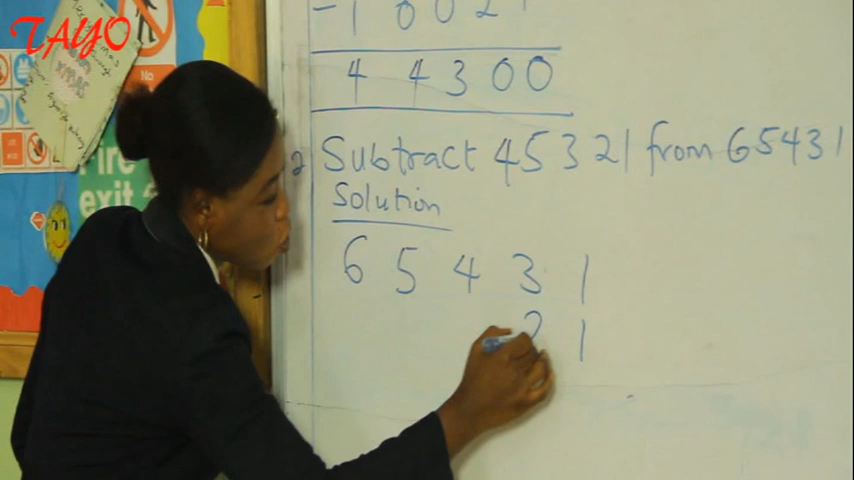 TAYO
No
Fire
exit
4 4 3 0 0
2 Subtract 45321 from 65431
Solution
6 5 4 3 1
2 1